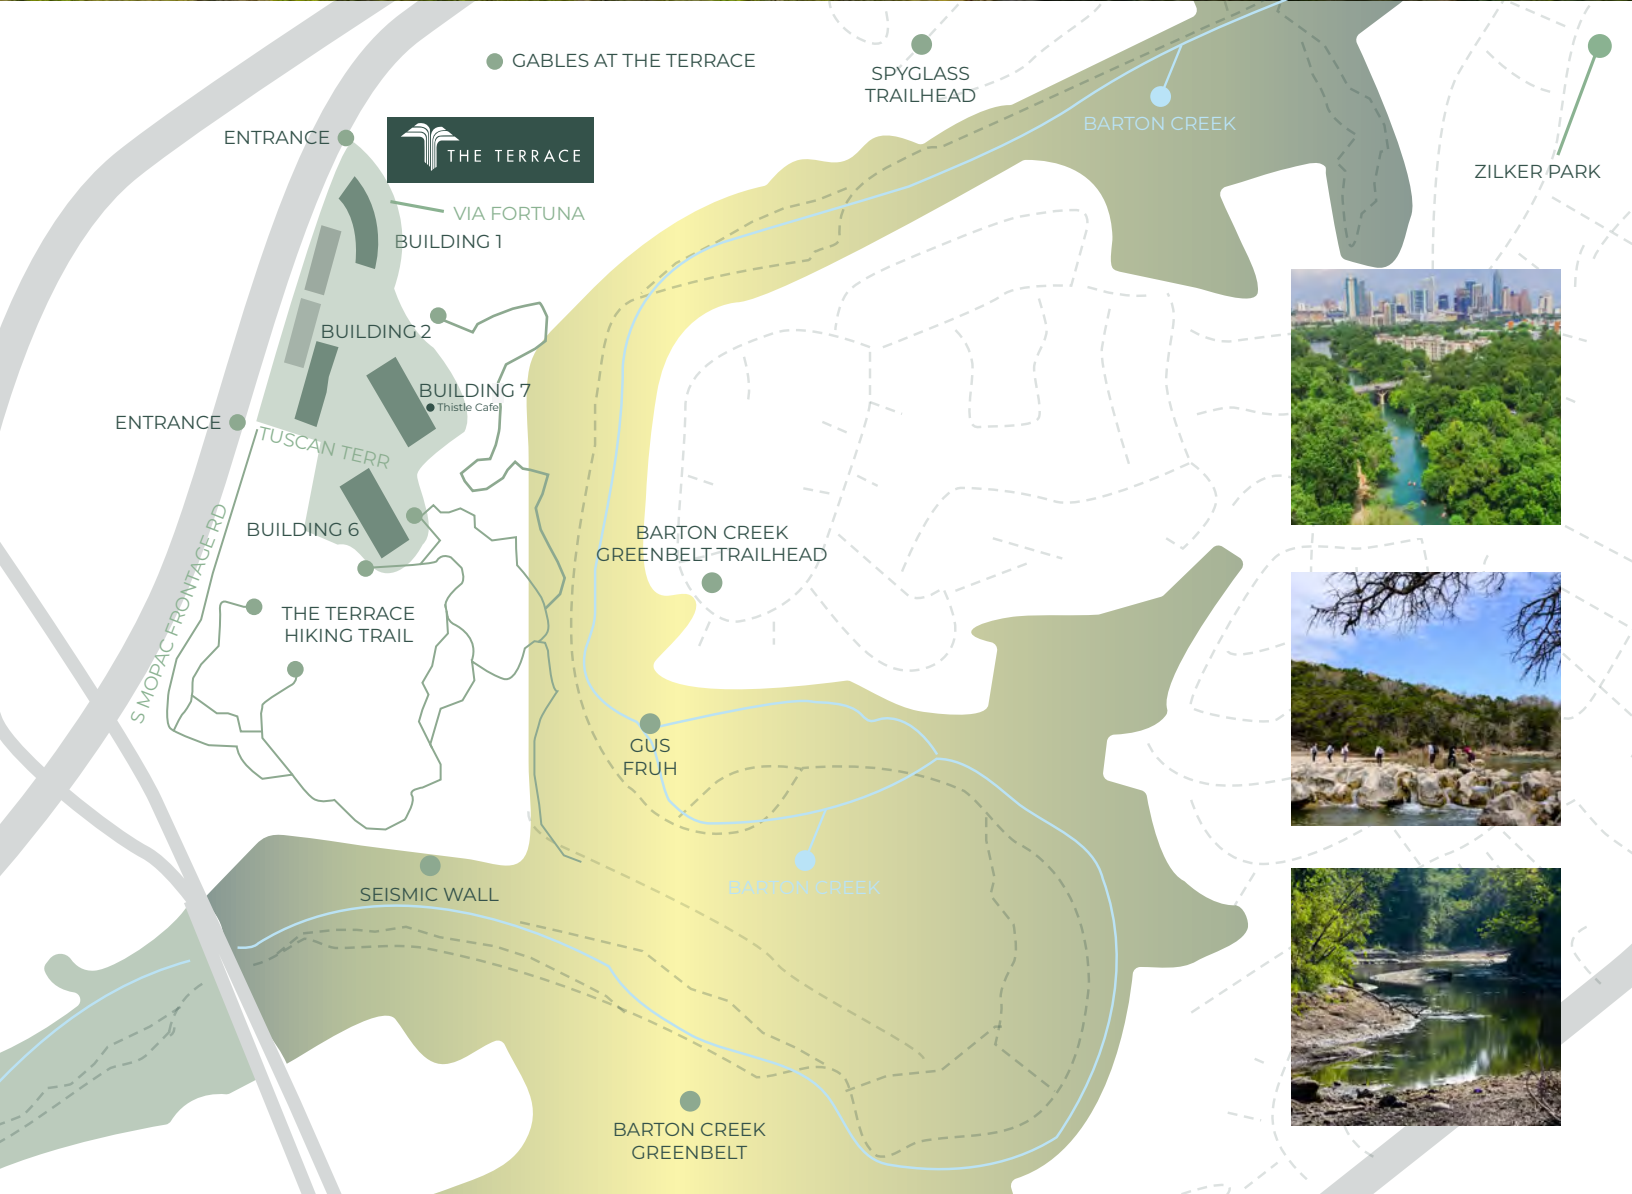 GABLES AT THE TERRACE
SPYGLASS
TRAILHEAD
BARTON CREEK
ENTRANCE
THE TERRACE
ZILKER PARK
VIA FORTUNA
BUILDING 1
BUILDING 2
BUILDING 7
Thistle Cafe
ENTRANCE
TUSCAN TERR
BUILDING 6
S MOPAC FRONTAGE RD
BARTON CREEK
GREENBELT TRAILHEAD
THE TERRACE
HIKING TRAIL
GUS
FRUH
SEISMIC WALL
BARTON CREEK
BARTON CREEK
GREENBELT